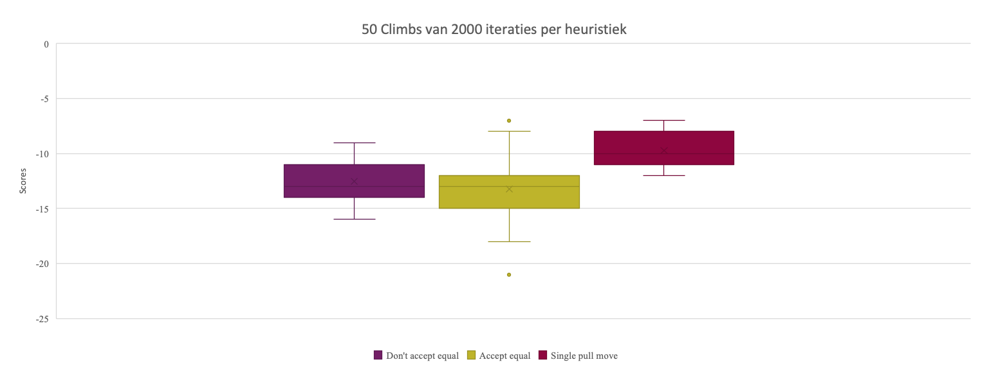 50 Climbs van 2000 iteraties per heuristiek
0
-5
-10
-15
-20
-25
Scores
Don't accept equal Accept equal Single pull move